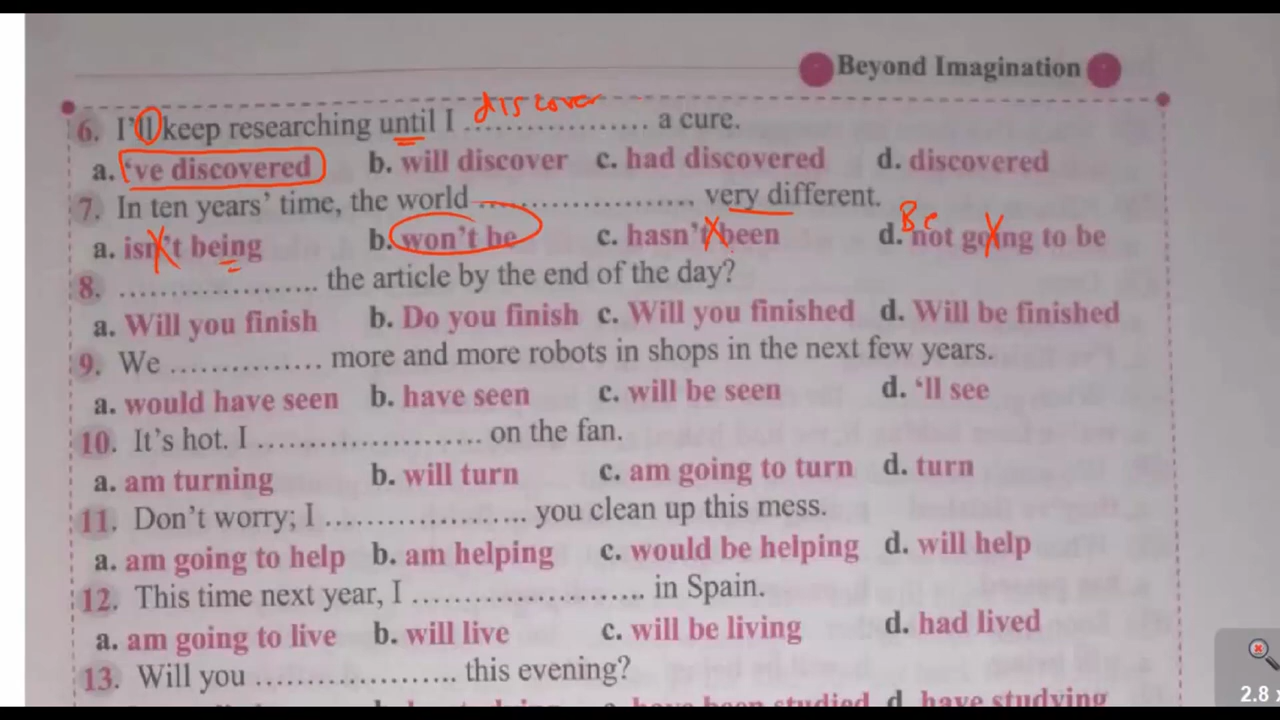 Beyond Imagination
discover
6. I'll keep researching until I .......................... a cure.
a. 've discovered b. will discover c. had discovered d. discovered
7. In ten years' time, the world .............................. very different.
Be
a. isn't being b. won't be c. hasn't been d. not going to be
8. ........................... the article by the end of the day?
a. Will you finish b. Do you finish c. Will you finished d. Will be finished
9. We ..................... more and more robots in shops in the next few years.
a. would have seen b. have seen c. will be seen d. 'll see
10. It's hot. I .............................. on the fan.
a. am turning b. will turn c. am going to turn d. turn
11. Don't worry; I ........................... you clean up this mess.
a. am going to help b. am helping c. would be helping d. will help
12. This time next year, I ................................ in Spain.
a. am going to live b. will live c. will be living d. had lived
13. Will you ........................... this evening?
have been studied d. have studying
2.8